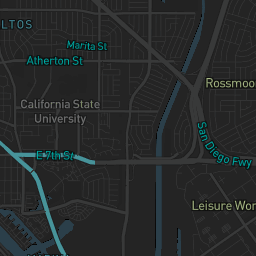 LTOS
Marita St
Atherton St
Rossmoo
California State
University
San Diego Fwy
E 7th St
Leisure Wor